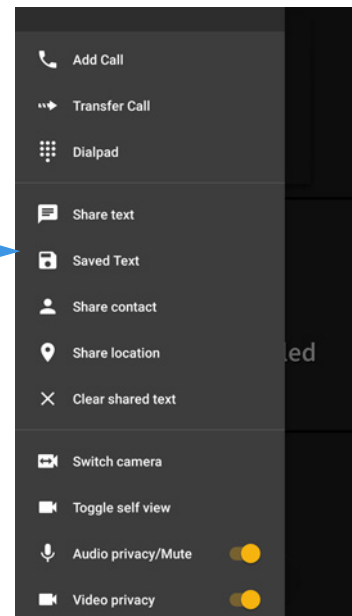 Add Call
Transfer Call
Dialpad
Share text
Saved Text
Share contact
Share location
led
Clear shared text
Switch camera
Toggle self view
Audio privacy/Mute
Video privacy